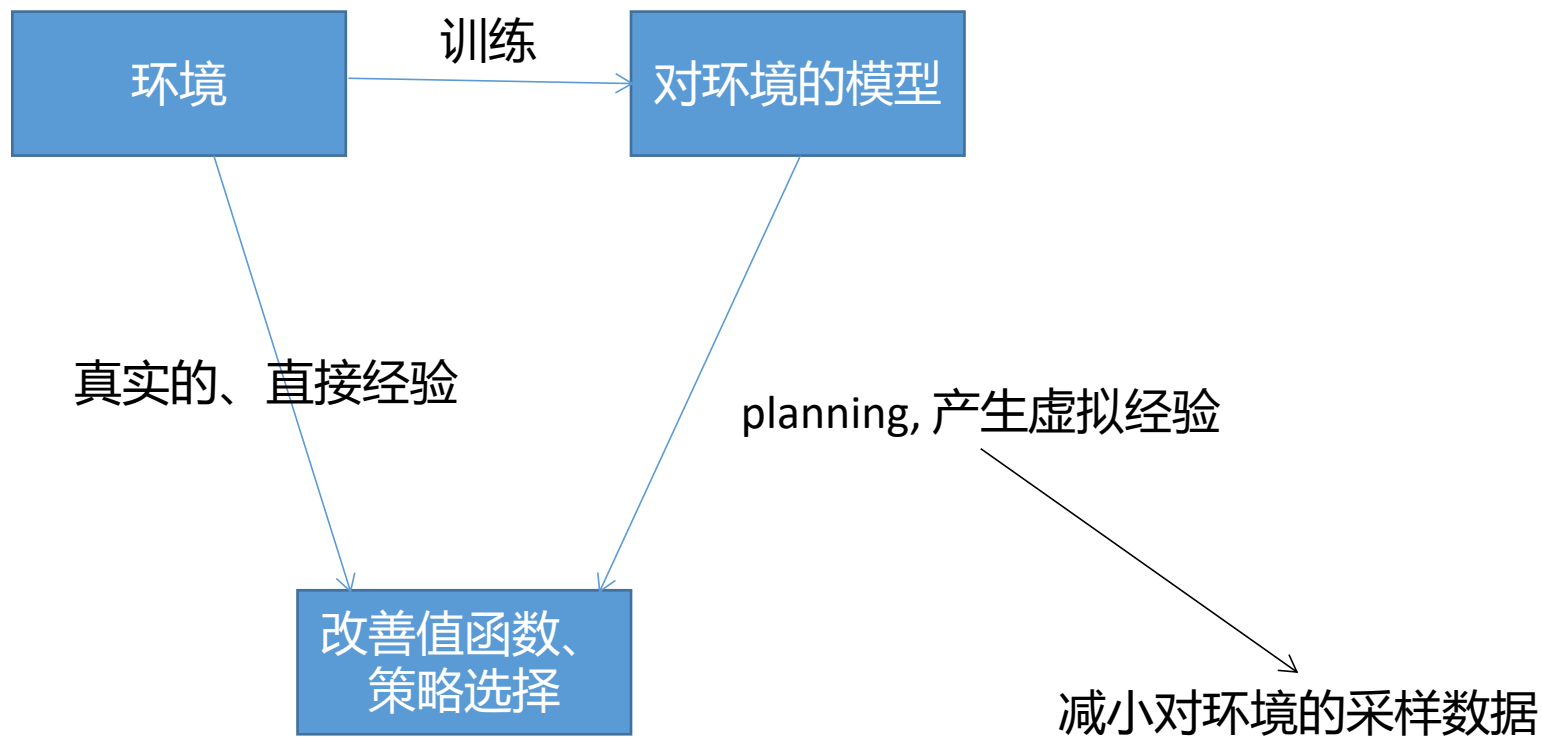 训练
环境
对环境的模型
真实的、直接经验
planning, 产生虚拟经验
改善值函数、
策略选择
减小对环境的采样数据